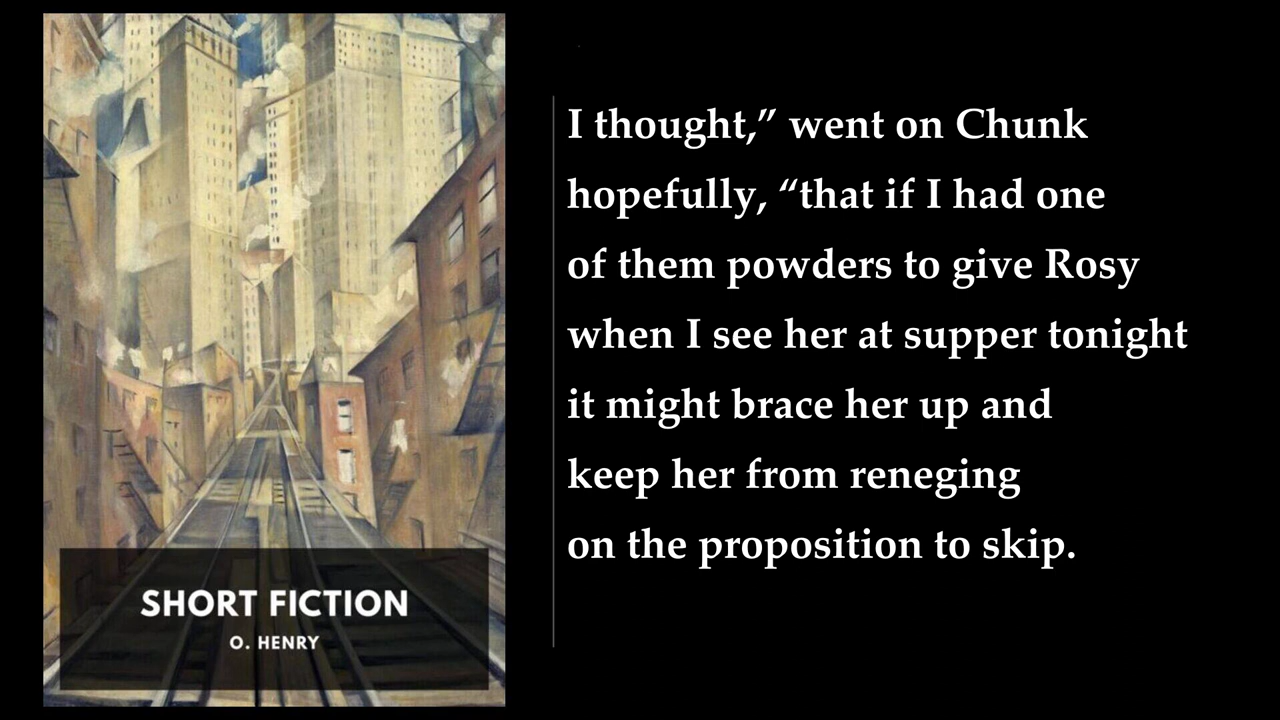 SHORT FICTION
O. HENRY
I thought,” went on Chunk
hopefully, “that if I had one
of them powders to give Rosy
when I see her at supper tonight
it might brace her up and
keep her from reneging
on the proposition to skip.